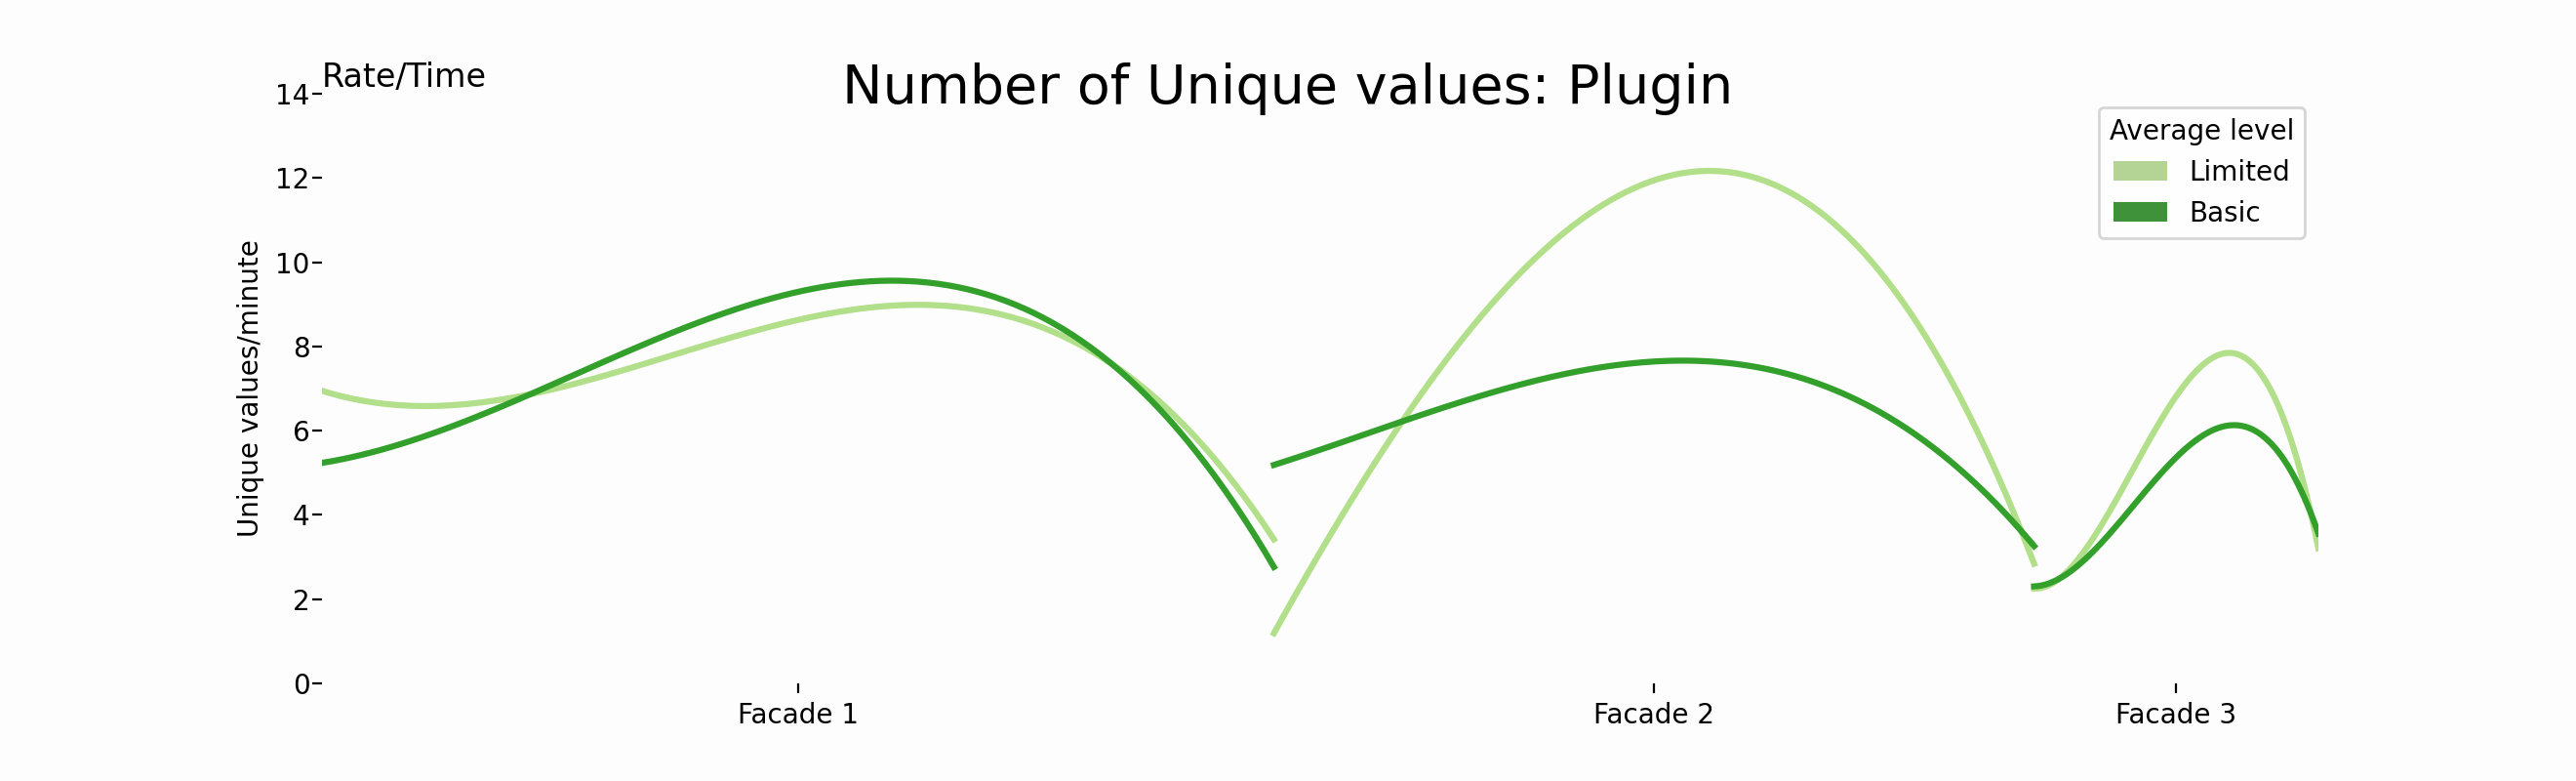 Rate/Time
Number of Unique values: Plugin
Unique values/minute
14
12
10
8
6
4
2
0
Average level
Limited
Basic
Facade 1
Facade 2
Facade 3